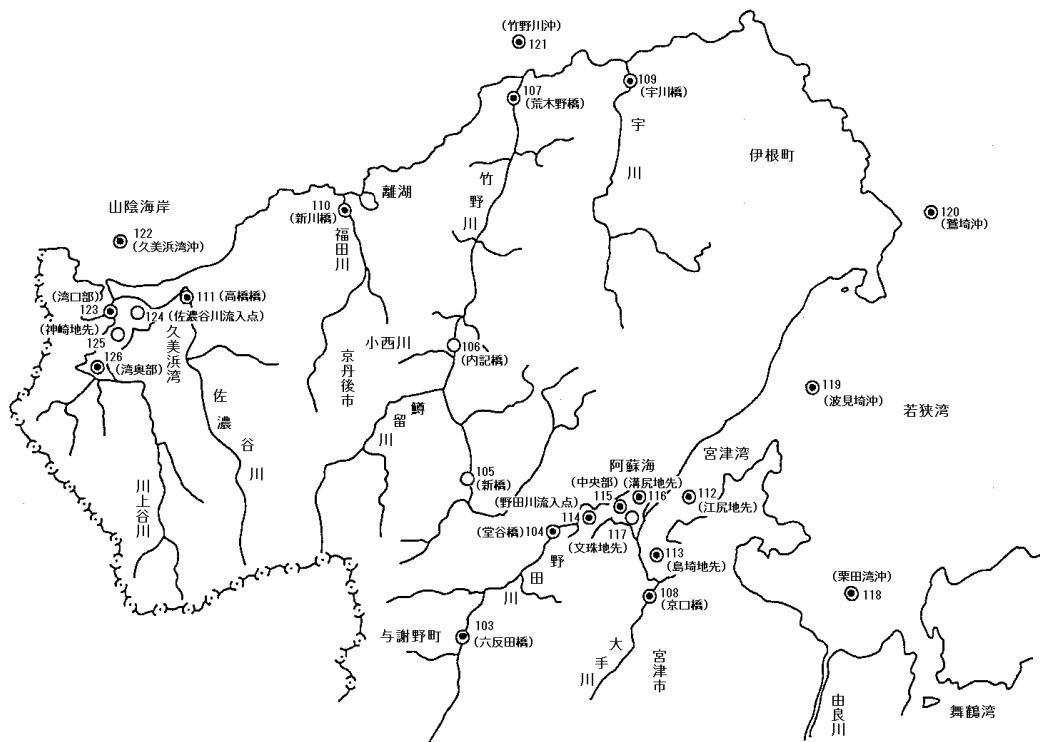 (竹野川沖)
121
107
(荒木野橋)
109
(宇川橋)
宇川
伊根町
竹野川
離湖
山陰海岸
122
(久美浜湾沖)
110
(新川橋)
福田川
120
(鷲埼沖)
(湾口部)
123
111(高橋橋)
124(佐濃谷川流入点)
(神崎地先)
125
久美浜湾
126
(湾奥部)
小西川
106
(内記橋)
京丹後市
佐濃谷川
鱒留川
119
(波見埼沖)
若狭湾
川上谷川
105
(新橋)
阿蘇海
宮津湾
(中央部)
(溝尻地先)
115
116
112
(江尻地先)
(野田川流入点)
114
(堂谷橋)104
117
(文珠地先)
113
(島埼地先)
野田川
(栗田湾沖)
118
108
(京口橋)
与謝野町
103
(六反田橋)
大手川
宮津市
由良川
舞鶴湾